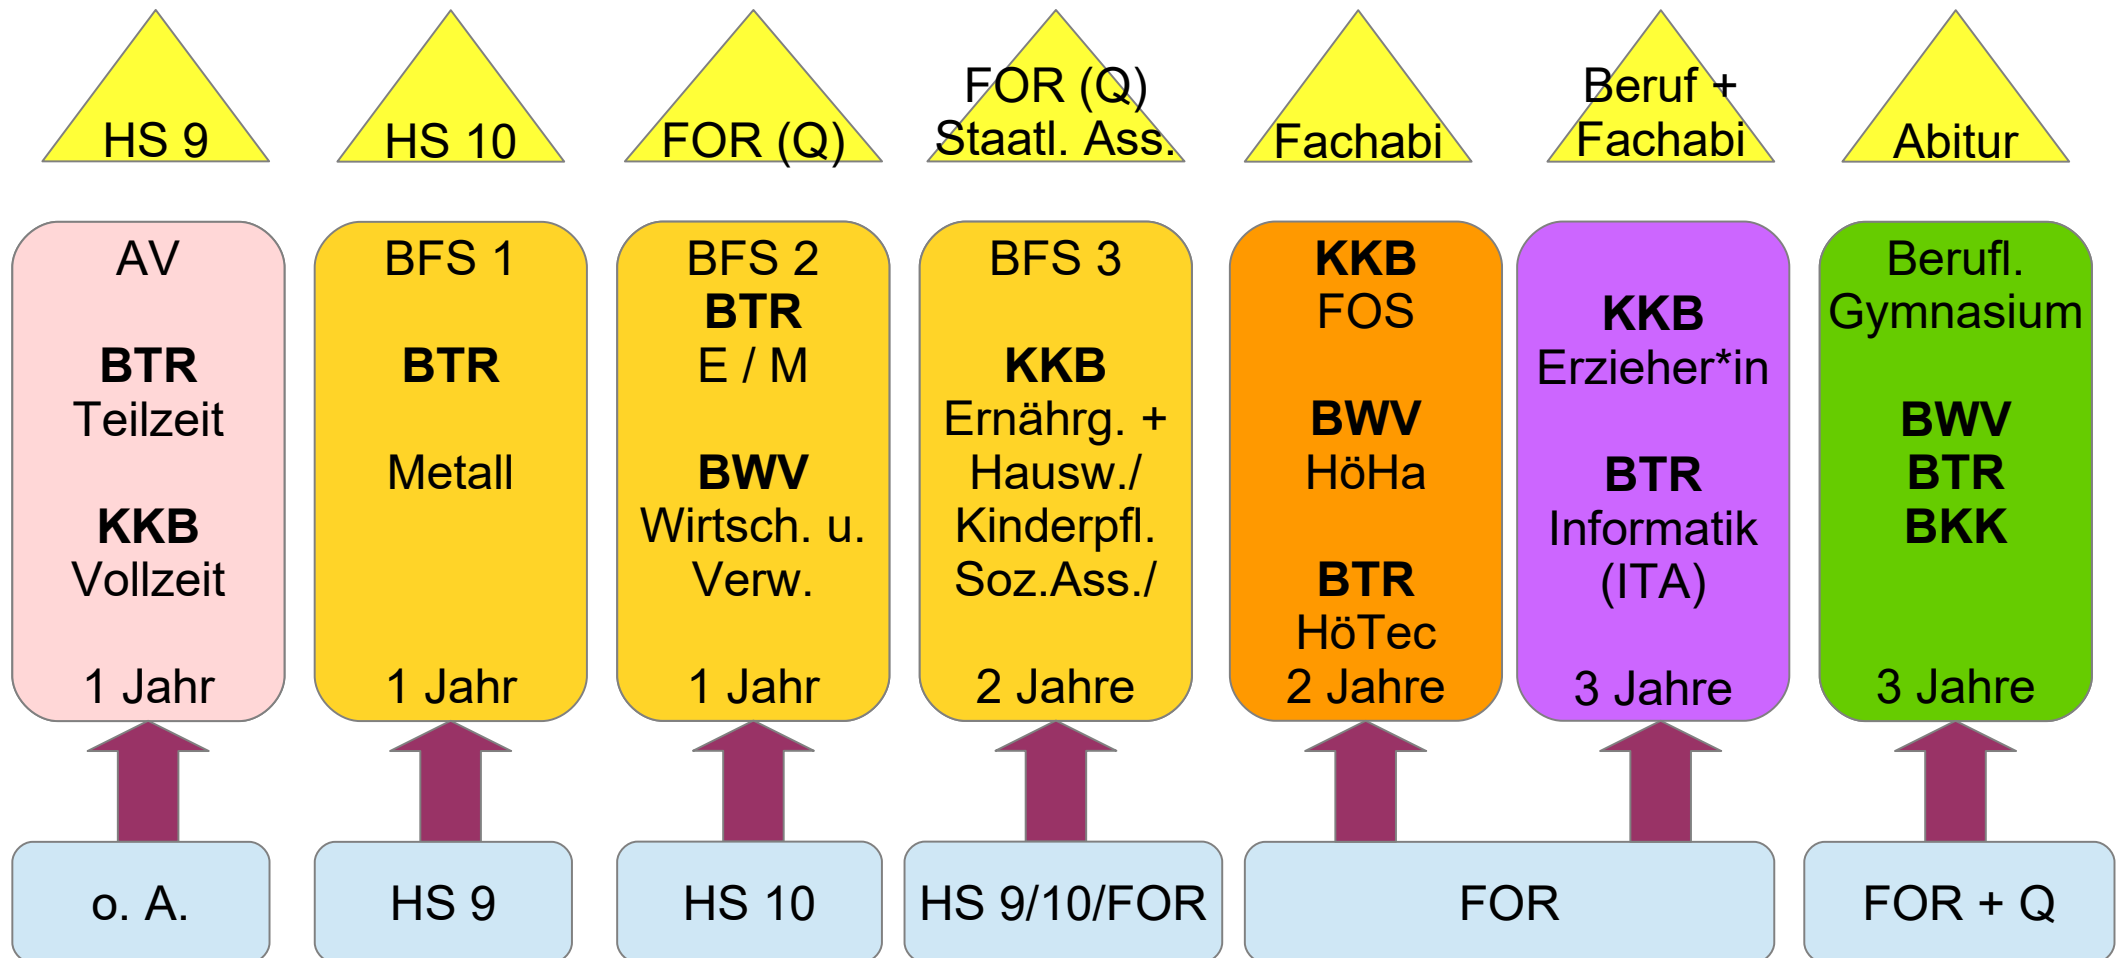 HS 9
HS 10
FOR (Q)
FOR (Q)
Staatl. Ass.
Fachabi
Beruf +
Fachabi
Abitur
AV
BTR
Teilzeit
KKB
Vollzeit
1 Jahr
BFS 1
BTR
Metall
1 Jahr
BFS 2
BTR
E / M
BWV
Wirtsch. u.
Verw.
1 Jahr
BFS 3
KKB
Ernährg. +
Hausw./
Kinderpfl.
Soz.Ass./
2 Jahre
KKB
FOS
BWV
HöHa
BTR
HöTec
2 Jahre
KKB
Erzieher*in
BTR
Informatik
(ITA)
3 Jahre
Berufl.
Gymnasium
BWV
BTR
BKK
3 Jahre
o. A.
HS 9
HS 10
HS 9/10/FOR
FOR
FOR + Q